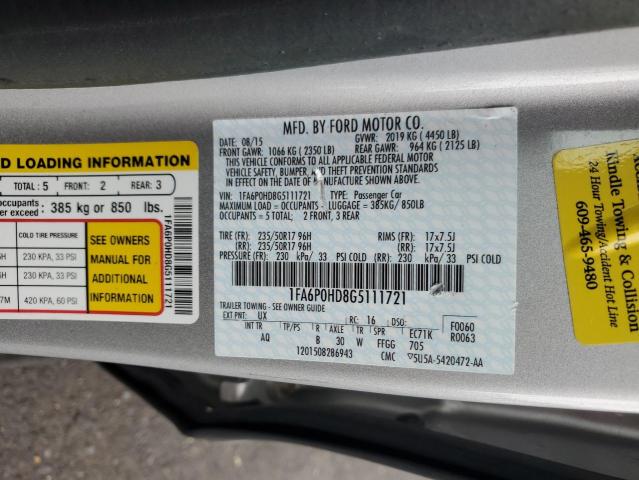 D LOADING INFORMATION
TOTAL : 5 FRONT: 2 REAR: 3
occupants
er exceed : 385 kg or 850 lbs.
COLD TIRE PRESSURE
230 KPA, 33 PSI
230 KPA, 33 PSI
7M 420 KPA, 60 PSI
SEE OWNERS
MANUAL FOR
ADDITIONAL
INFORMATION
1FA6P0HD8G5111721
MFD. BY FORD MOTOR CO.
DATE: 08/15 GVWR: 2019 KG ( 4450 LB)
FRONT GAWR: 1066 KG ( 2350 LB) REAR GAWR: 964 KG ( 2125 LB)
THIS VEHICLE CONFORMS TO ALL APPLICABLE FEDERAL MOTOR
VEHICLE SAFETY, BUMPER, AND THEFT PREVENTION STANDARDS
IN EFFECT ON THE DATE OF MANUFACTURE SHOWN ABOVE.
VIN: 1FA6P0HD8G5111721 TYPE: Passenger Car
MAXIMUM LOAD = OCCUPANTS + LUGGAGE = 385KG/ 850LB
OCCUPANTS = 5 TOTAL; 2 FRONT, 3 REAR
TIRE (FR): 235/50R17 96H RIMS (FR): 17x7.5J
(RR): 235/50R17 96H (RR): 17x7.5J
PRESSURE (FR): 230 kPa/ 33 PSI COLD (RR): 230 kPa/ 33 PSI COLD
1FA6P0HD8G5111721
TRAILER TOWING - SEE OWNER GUIDE
EXT PNT: UX RC: 16 DSO: F0060
INT TR TP/PS R AXLE TR SPR EC71K R0063
AQ B 30 W FFGG 705
1201508286943 CMC 5U5A-5420472-AA
Kindle Towing & Collision
24 Hour Towing/Accident Hot Line
609-465-9480